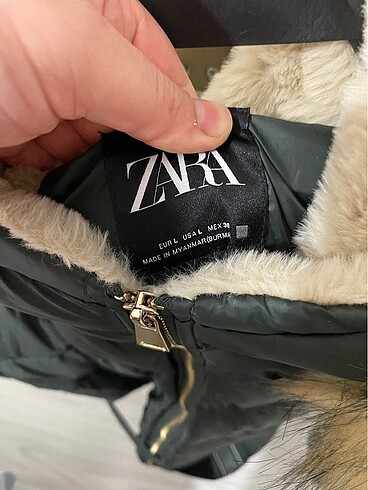 ZARA
EUR L USA L MEX 30
MADE IN MYANMAR(BURMA